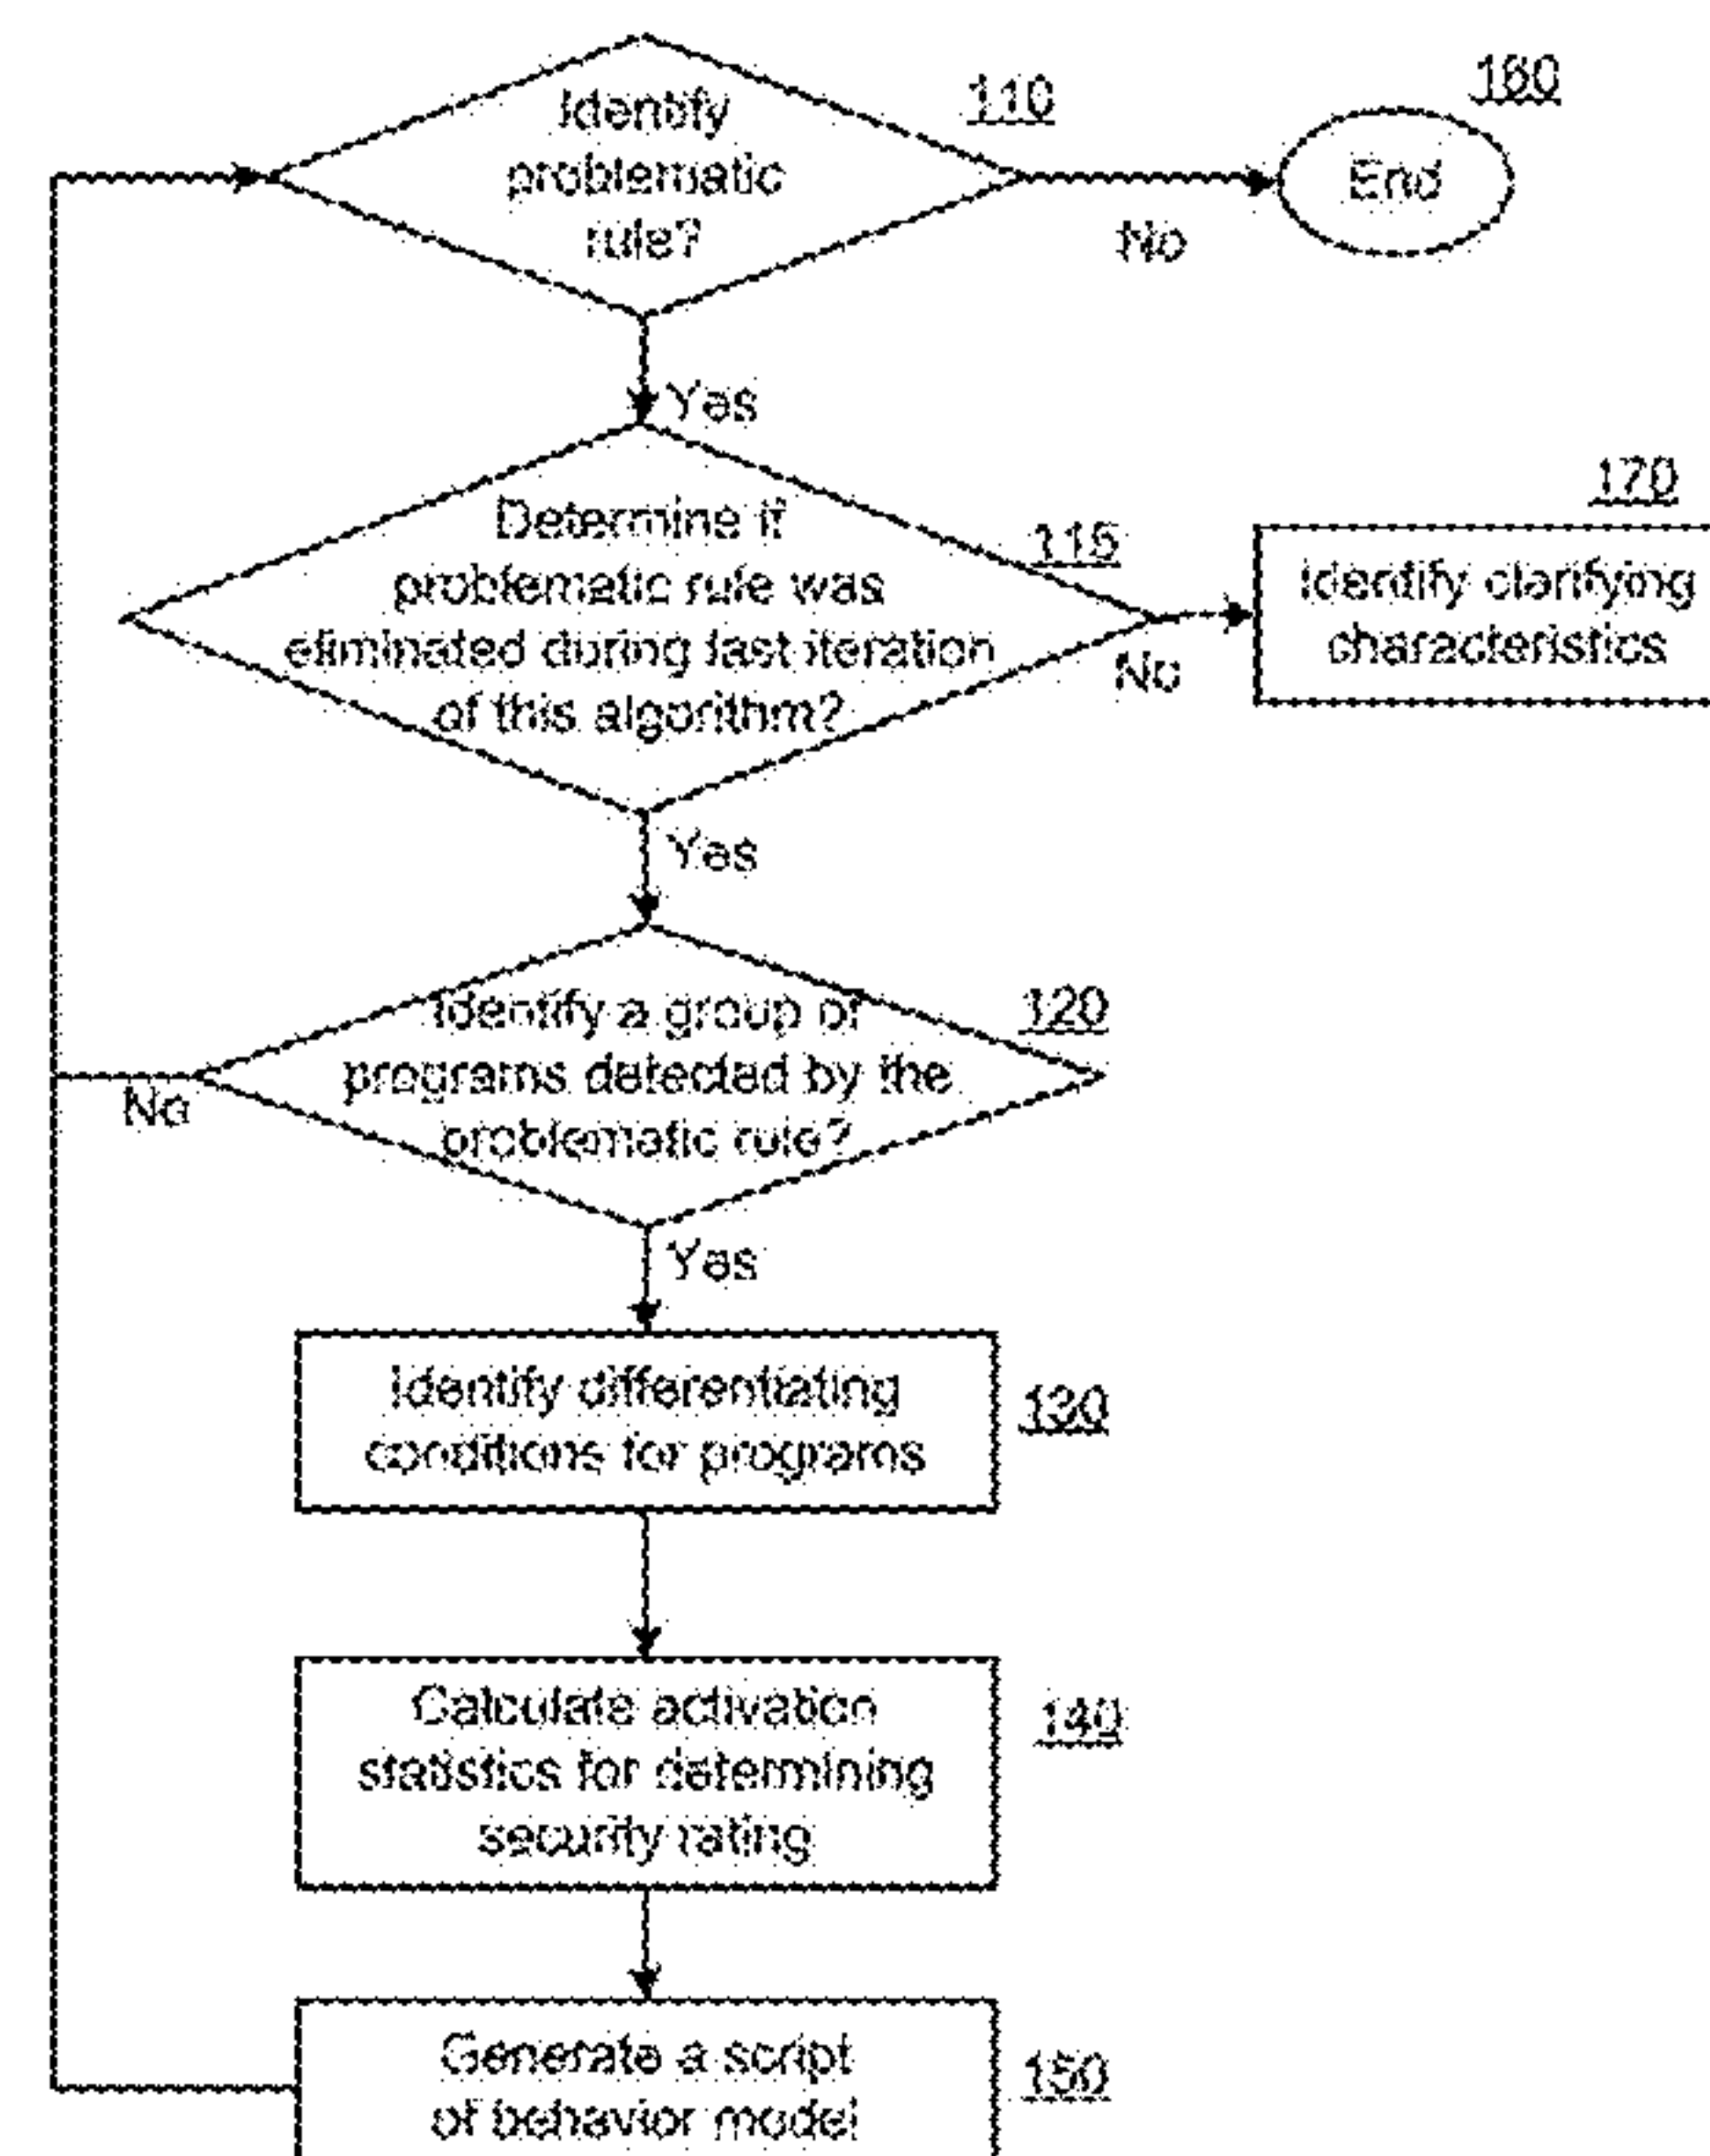 Identify
problematic
rule?
110
160
End
No
Yes
Determine if
problematic rule was
eliminated during last iteration
of this algorithm?
115
170
Identify clarifying
characteristics
No
Yes
Identify a group of
programs detected by the
problematic rule?
120
No
Yes
Identify differentiating
conditions for programs
130
Calculate activation
statistics for determining
security rating
140
Generate a script
of behavior model
150